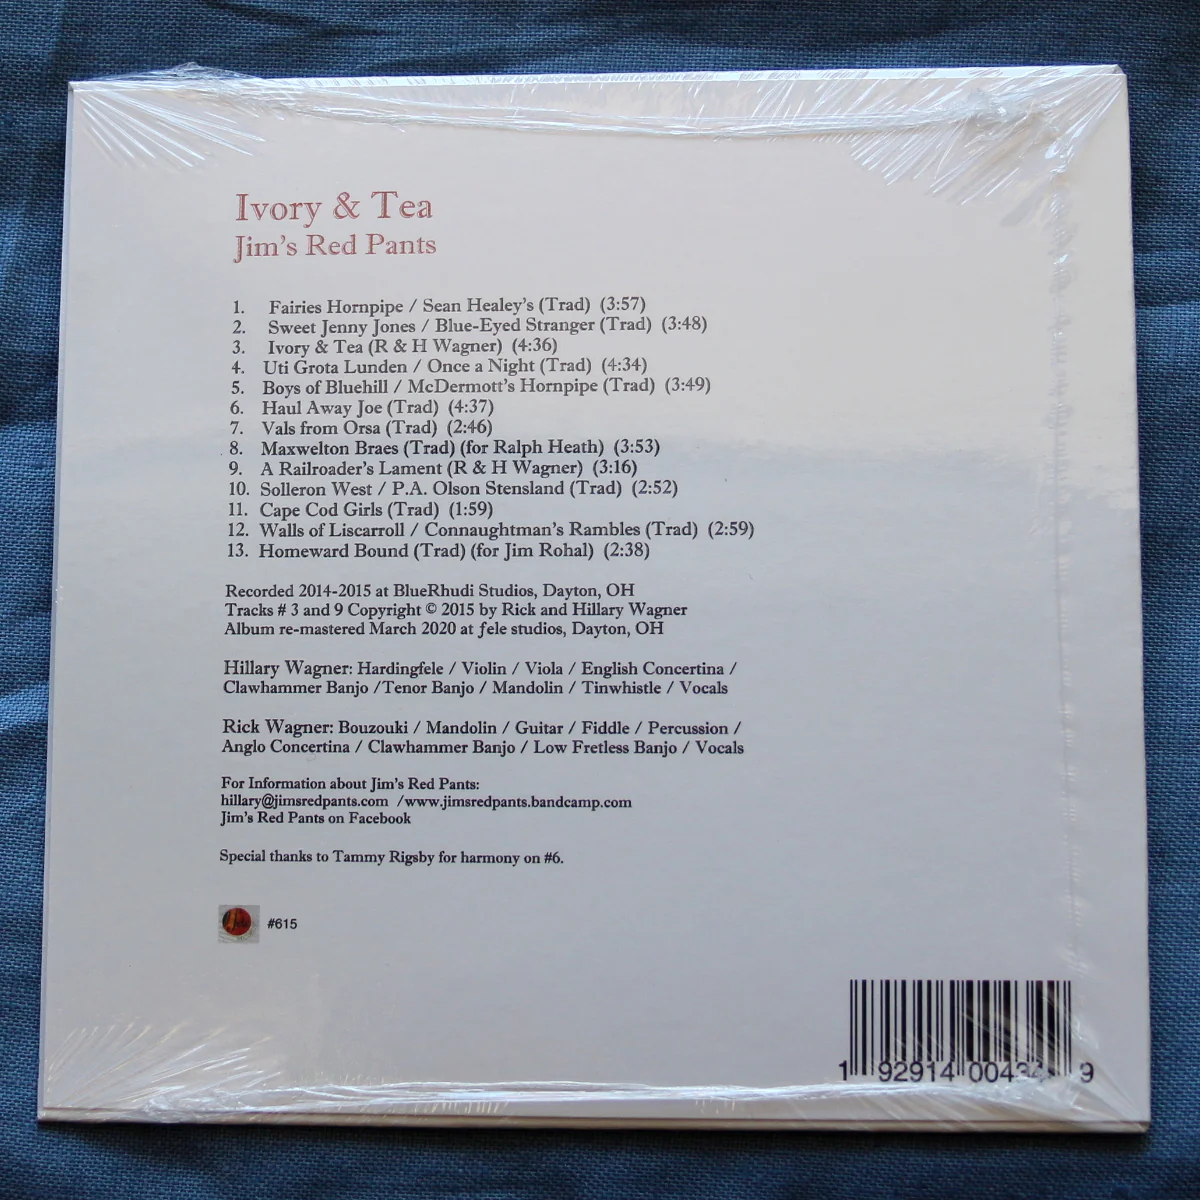 Ivory & Tea
Jim's Red Pants
1. Fairies Hornpipe / Sean Healey's (Trad) (3:57)
2. Sweet Jenny Jones / Blue-Eyed Stranger (Trad) (3:48)
3. Ivory & Tea (R & H Wagner) (4:36)
4. Uti Grota Lunden / Once a Night (Trad) (4:34)
5. Boys of Bluehill / McDermott's Hornpipe (Trad) (3:49)
6. Haul Away Joe (Trad) (4:37)
7. Vals from Orsa (Trad) (2:46)
8. Maxwelton Braes (Trad) (for Ralph Heath) (3:53)
9. A Railroader's Lament (R & H Wagner) (3:16)
10. Solleron West / P.A. Olson Stensland (Trad) (2:52)
11. Cape Cod Girls (Trad) (1:59)
12. Walls of Liscarroll / Connaughtman's Rambles (Trad) (2:59)
13. Homeward Bound (Trad) (for Jim Rohal) (2:38)
Recorded 2014-2015 at BlueRhudi Studios, Dayton, OH
Tracks # 3 and 9 Copyright © 2015 by Rick and Hillary Wagner
Album re-mastered March 2020 at fele studios, Dayton, OH
Hillary Wagner: Hardingfele / Violin / Viola / English Concertina /
Clawhammer Banjo /Tenor Banjo / Mandolin / Tinwhistle / Vocals
Rick Wagner: Bouzouki / Mandolin / Guitar / Fiddle / Percussion /
Anglo Concertina / Clawhammer Banjo / Low Fretless Banjo / Vocals
For Information about Jim's Red Pants:
hillary@jimsredpants.com /www.jimsredpants.bandcamp.com
Jim's Red Pants on Facebook
Special thanks to Tammy Rigsby for harmony on #6.
#615
1 92914 9